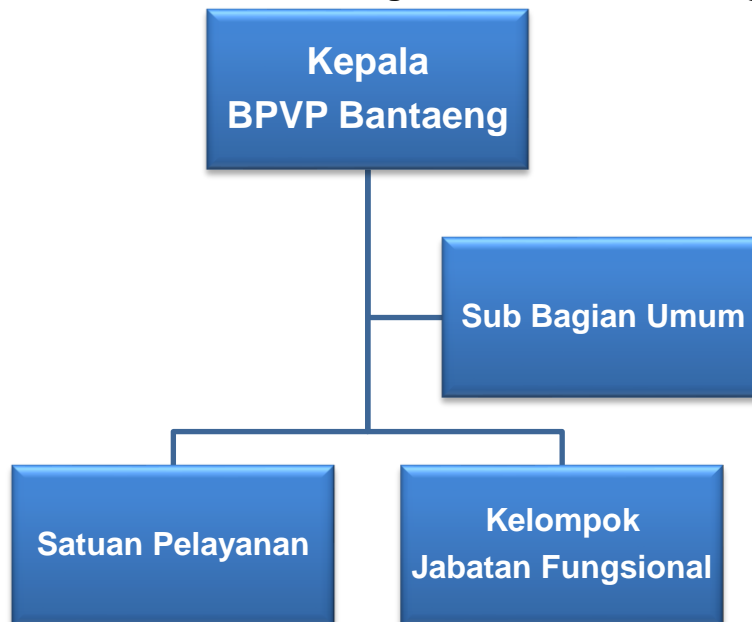 Kepala
BPVP Bantaeng
Sub Bagian Umum
Satuan Pelayanan
Kelompok
Jabatan Fungsional